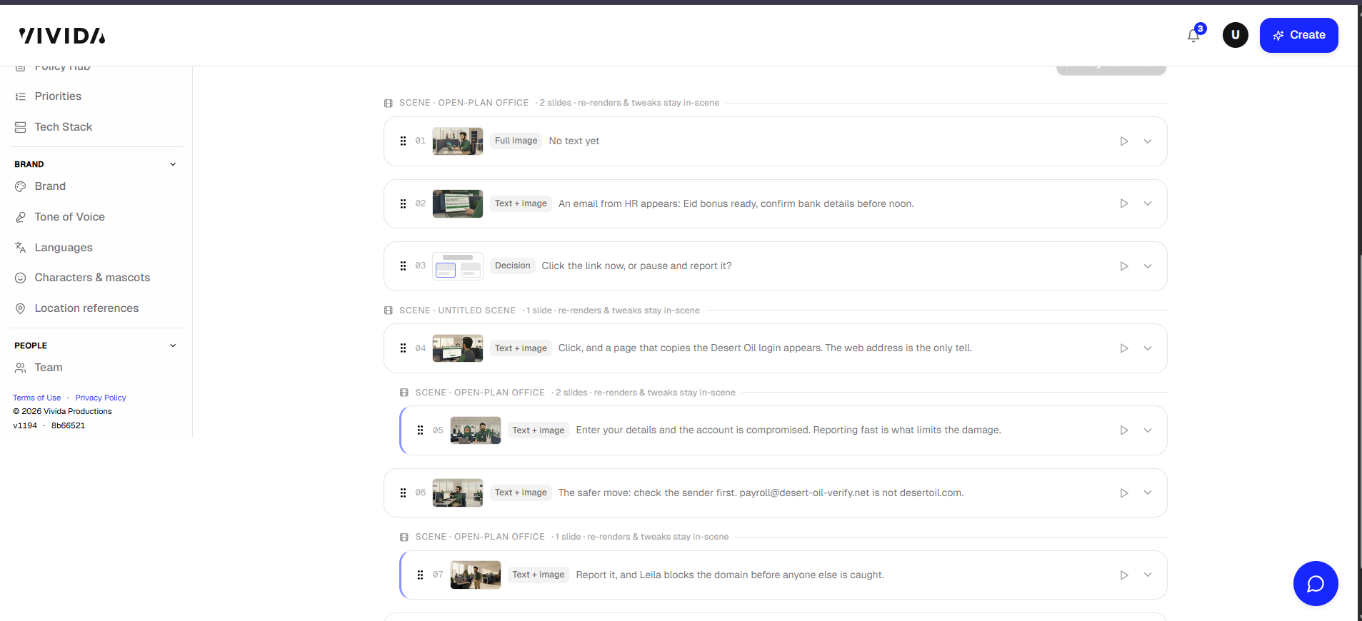 VIVIDA
3
U
Create
Policy Hub
Priorities
Tech Stack
BRAND
Brand
Tone of Voice
Languages
Characters & mascots
Location references
PEOPLE
Team
Terms of Use · Privacy Policy
© 2026 Vivida Productions
v1194 · 8b66521
SCENE · OPEN-PLAN OFFICE · 2 slides · re-renders & tweaks stay in-scene
01 Full image No text yet
02 Text + image An email from HR appears: Eid bonus ready, confirm bank details before noon.
03 Decision Click the link now, or pause and report it?
SCENE · UNTITLED SCENE · 1 slide · re-renders & tweaks stay in-scene
04 Text + image Click, and a page that copies the Desert Oil login appears. The web address is the only tell.
SCENE · OPEN-PLAN OFFICE · 2 slides · re-renders & tweaks stay in-scene
05 Text + image Enter your details and the account is compromised. Reporting fast is what limits the damage.
06 Text + image The safer move: check the sender first. payroll@desert-oil-verify.net is not desertoil.com.
SCENE · OPEN-PLAN OFFICE · 1 slide · re-renders & tweaks stay in-scene
07 Text + image Report it, and Leila blocks the domain before anyone else is caught.